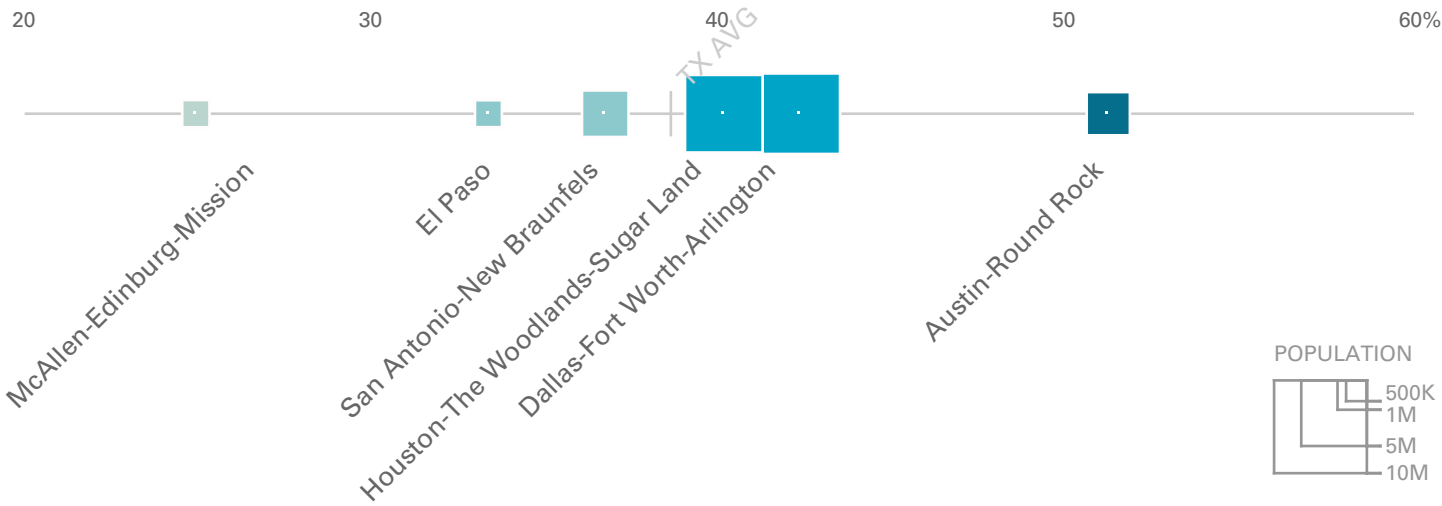 20 30 40 50 60%
TX AVG
McAllen-Edinburg-Mission
El Paso
San Antonio-New Braunfels
Houston-The Woodlands-Sugar Land
Dallas-Fort Worth-Arlington
Austin-Round Rock
POPULATION
500K
1M
5M
10M